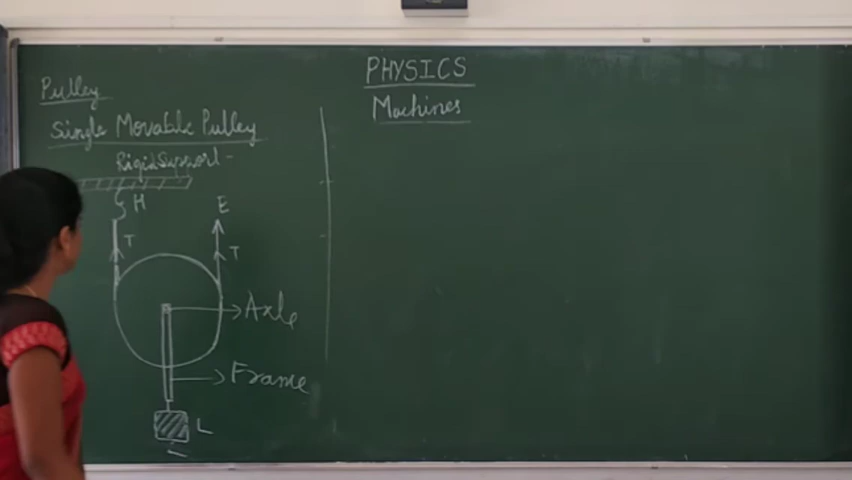 PHYSICS
Machines
Pulley
Single Movable Pulley
Rigid Support
H
E
T
T
Axle
Frame
L